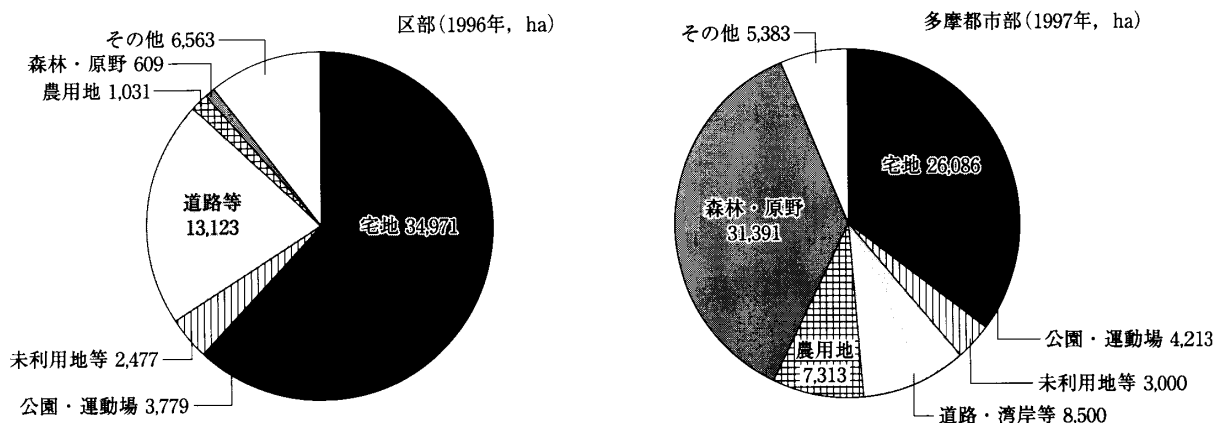 区部(1996年, ha)
その他 6,563
森林・原野 609
農用地 1,031
道路等
13,123
宅地 34,971
未利用地等 2,477
公園・運動場 3,779
多摩都市部(1997年, ha)
その他 5,383
宅地 26,086
森林・原野
31,391
農用地
7,313
公園・運動場 4,213
未利用地等 3,000
道路・湾岸等 8,500